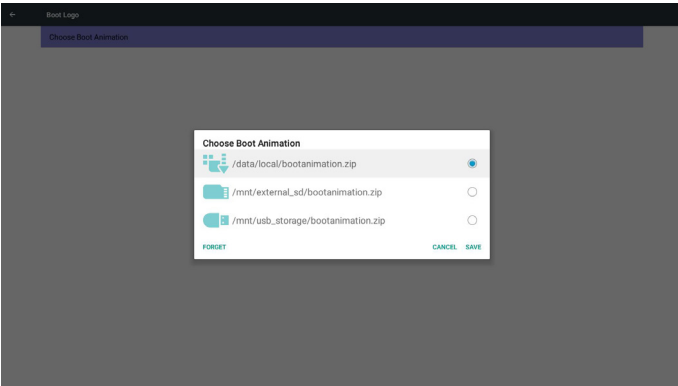 Boot Logo
Choose Boot Animation
Choose Boot Animation
/data/local/bootanimation.zip
/mnt/external_sd/bootanimation.zip
/mnt/usb_storage/bootanimation.zip
FORGET CANCEL SAVE